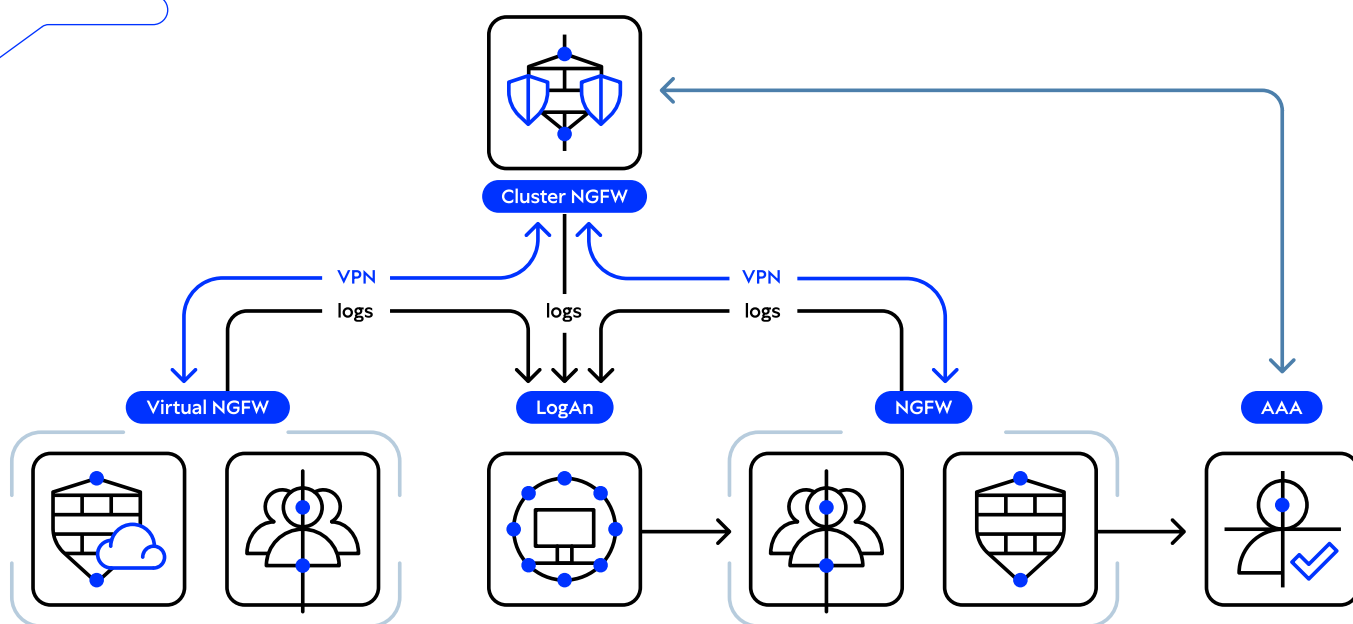 Cluster NGFW
VPN
VPN
logs
logs
logs
Virtual NGFW
LogAn
NGFW
AAA